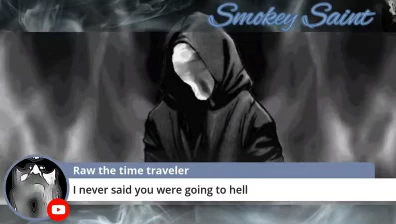 Smokey Saint
Raw the time traveler
I never said you were going to hell